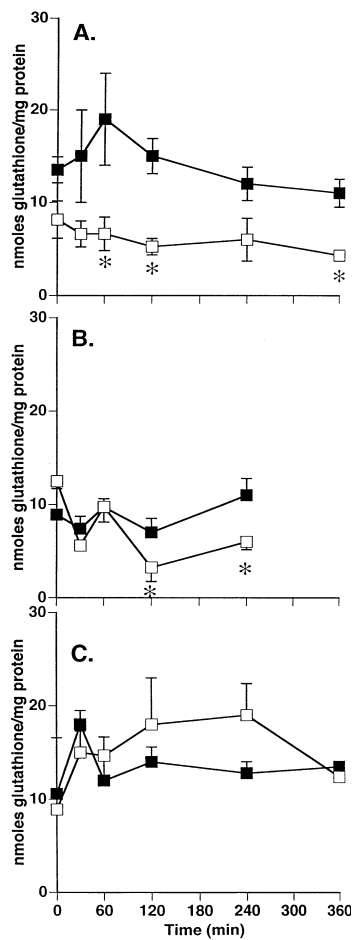 30
A.
20
nmoles glutathione/mg protein
10
* * *
0
30
B.
20
nmoles glutathione/mg protein
10
* *
0
30
C.
20
nmoles glutathione/mg protein
10
0
0 60 120 180 240 300 360
Time (min)